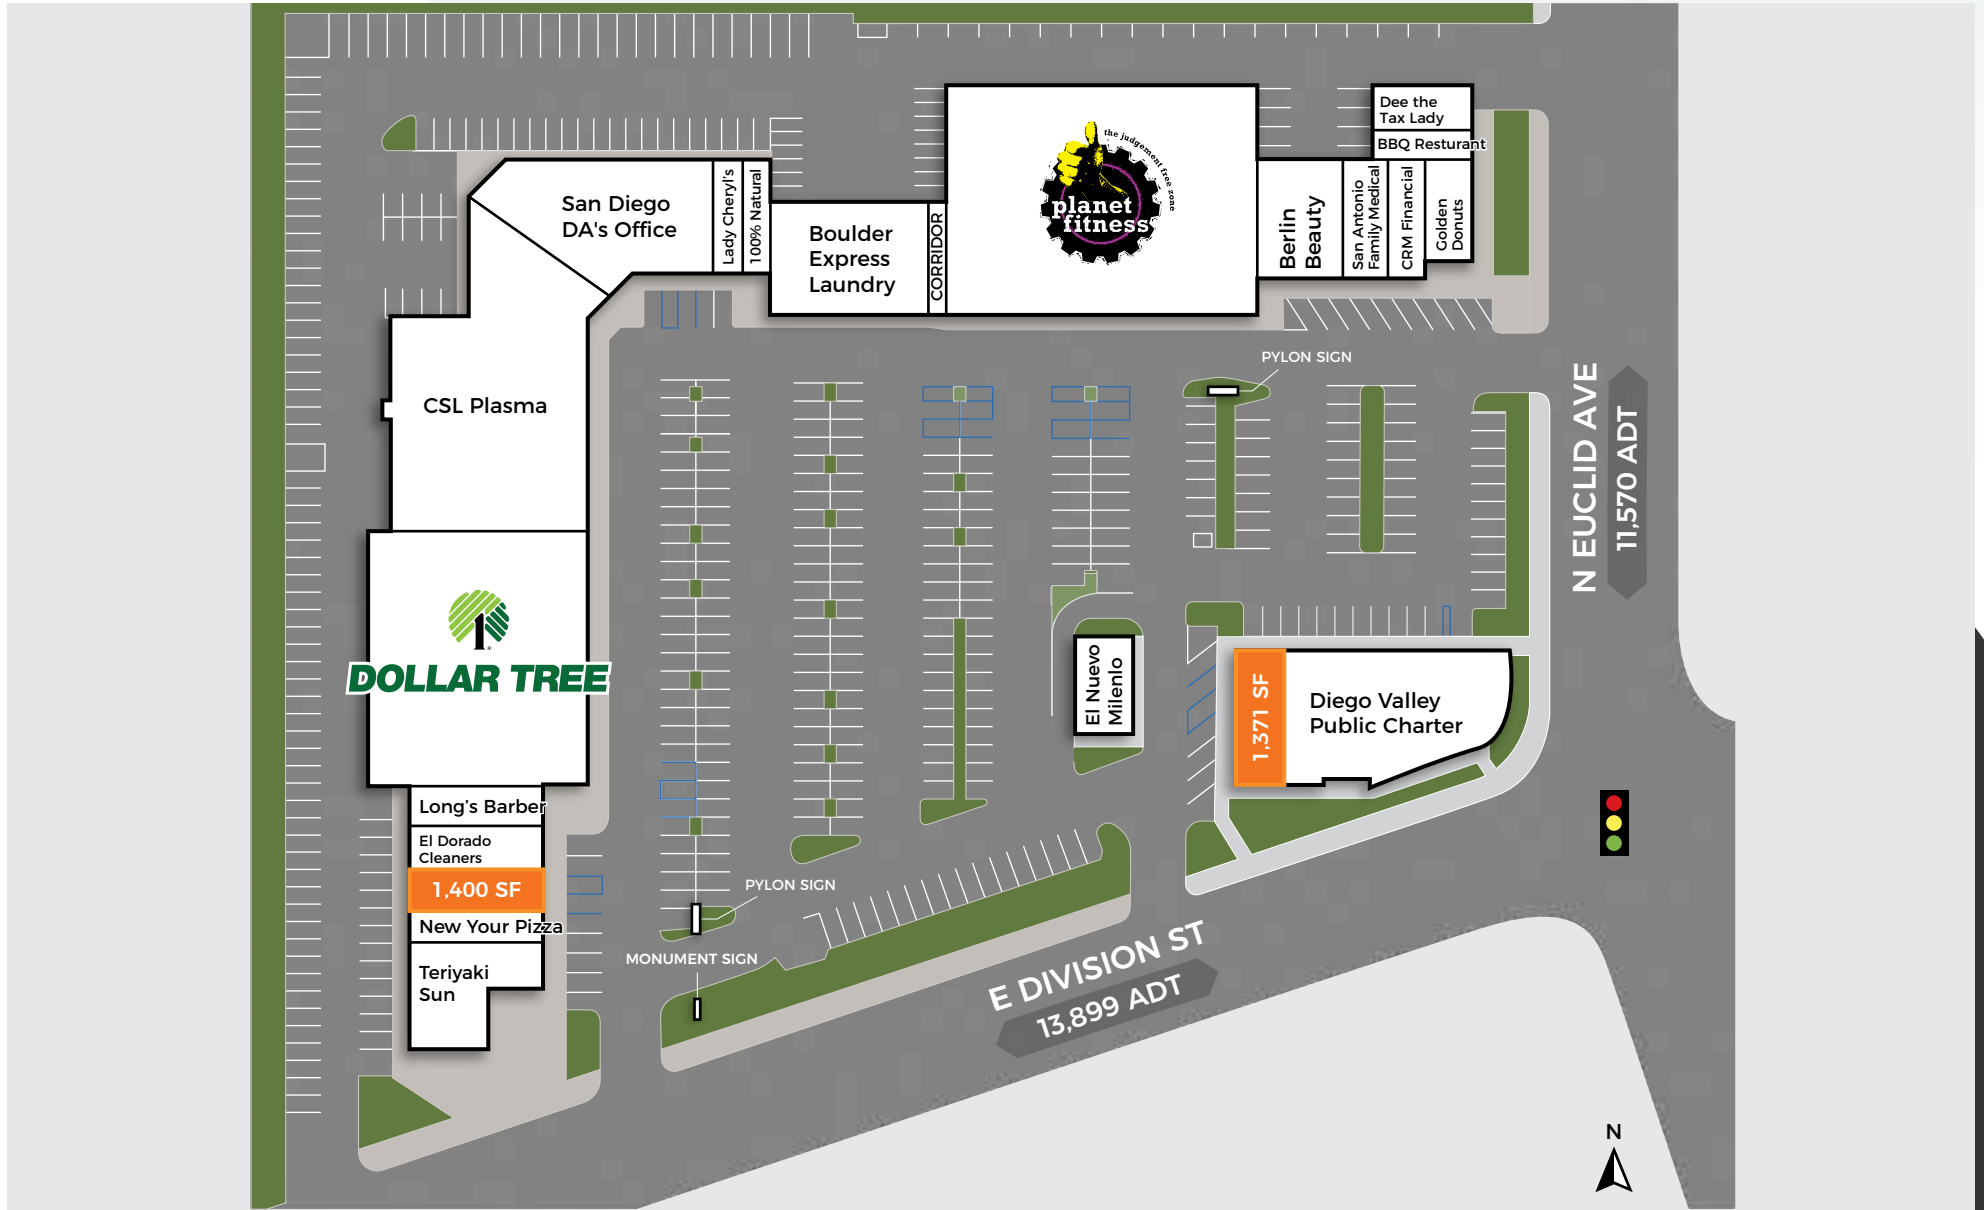 Dee the
Tax Lady
BBQ Resturant
the judgement free zone
planet
fitness
San Diego
DA's Office
Lady Cheryl's
100% Natural
Boulder
Express
Laundry
CORRIDOR
Berlin
Beauty
San Antonio
Family Medical
CRM Financial
Golden
Donuts
PYLON SIGN
CSL Plasma
N EUCLID AVE
11,570 ADT
DOLLAR TREE
El Nuevo
Milenlo
1,371 SF
Diego Valley
Public Charter
Long's Barber
El Dorado
Cleaners
1,400 SF
New Your Pizza
Teriyaki
Sun
PYLON SIGN
MONUMENT SIGN
E DIVISION ST
13,899 ADT
N